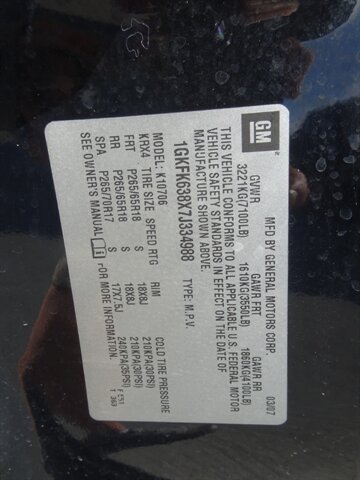 GM
MFD BY GENERAL MOTORS CORP. 03/07
GVWR GAWR FRT GAWR RR
3221KG(7100LB) 1610KG(3550LB) 1860KG(4100LB)
THIS VEHICLE CONFORMS TO ALL APPLICABLE U.S. FEDERAL MOTOR
VEHICLE SAFETY STANDARDS IN EFFECT ON THE DATE OF
MANUFACTURE SHOWN ABOVE.
1GKFK638X7J334988 TYPE: M.P.V.
MODEL: K10706
KRX4 TIRE SIZE SPEED RTG RIM COLD TIRE PRESSURE
FRT P265/65R18 S 18X8J 210KPA(30PSI)
RR P265/65R18 S 18X8J 210KPA(30PSI)
SPA P265/70R17 S 17X7.5J 240KPA(35PSI)
SEE OWNER'S MANUAL FOR MORE INFORMATION
T 363